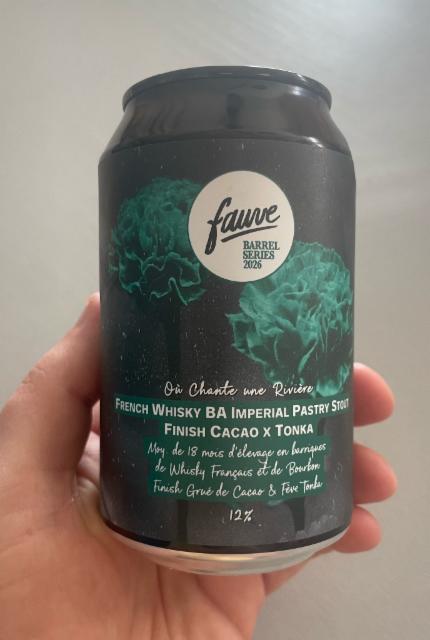 fauve
BARREL
SERIES
2026
Où Chante une Rivière
FRENCH WHISKY BA IMPERIAL PASTRY STOUT
FINISH CACAO X TONKA
Moy. de 18 mois d'élevage en barriques
de Whisky Français et de Bourbon
Finish Grué de Cacao & Fève Tonka
12%